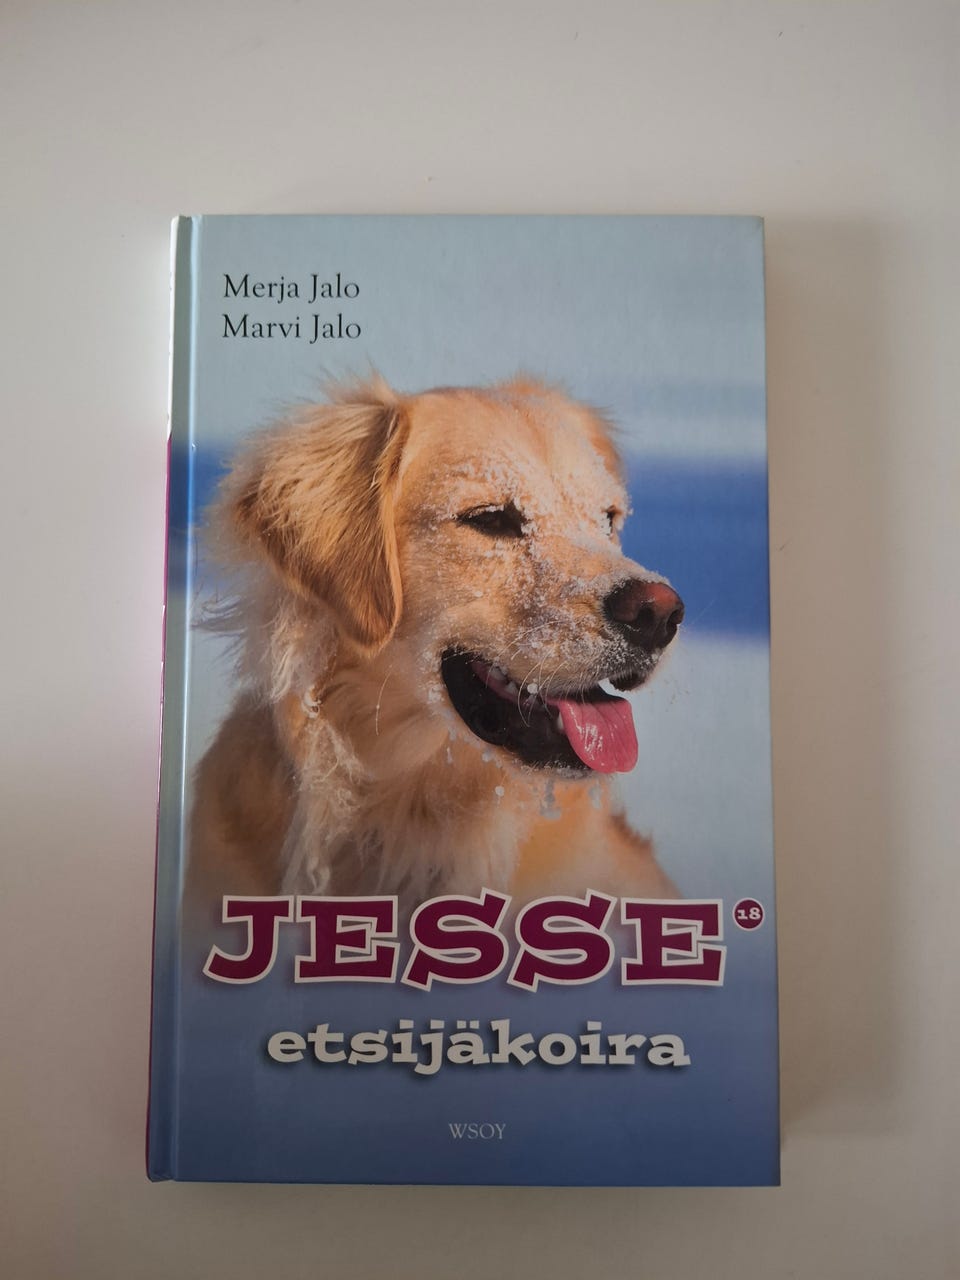 Merja Jalo
Marvi Jalo
JESSE 18
etsijäkoira
WSOY